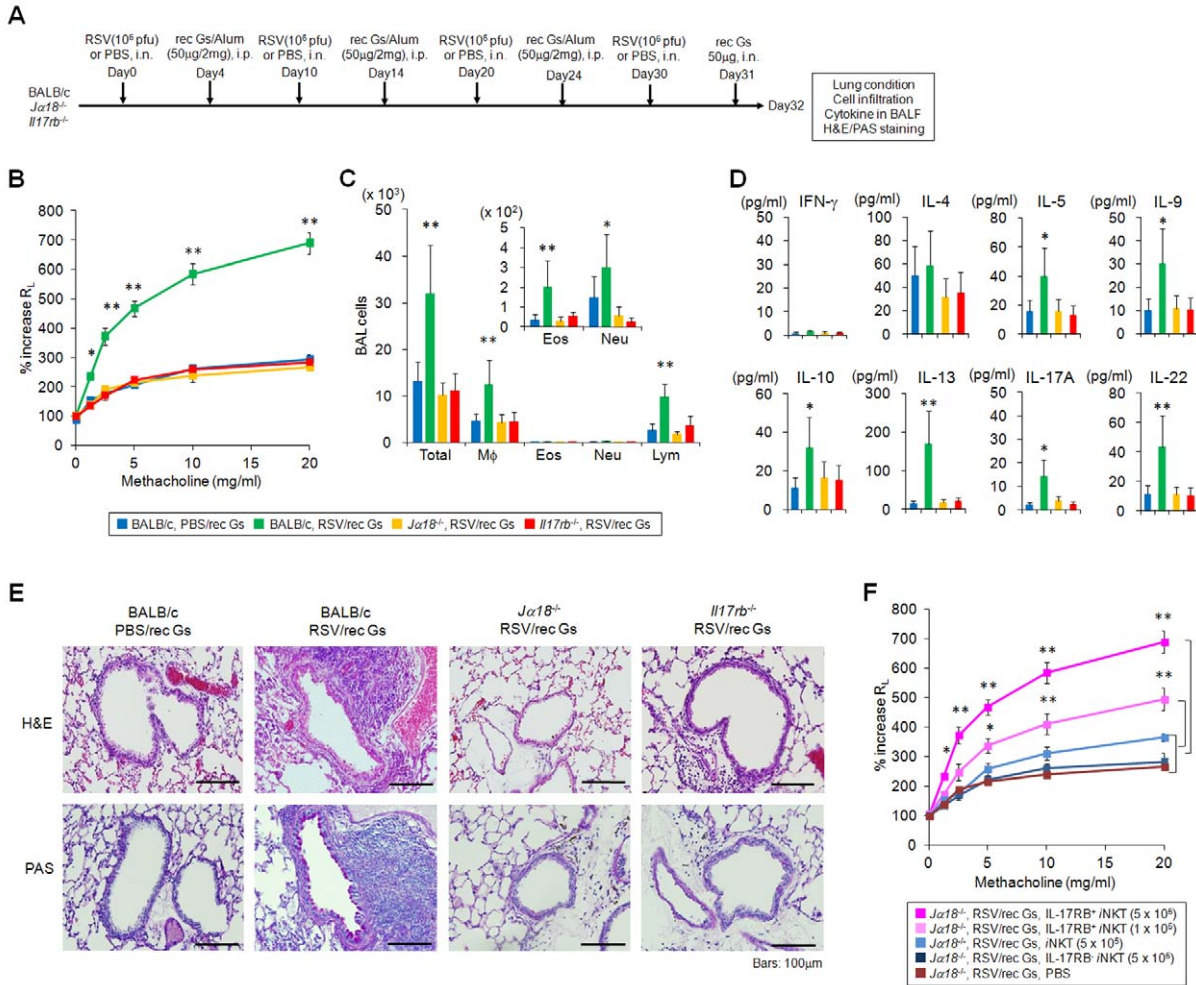 A
RSV(10⁶ pfu) rec Gs/Alum RSV(10⁶ pfu) rec Gs/Alum RSV(10⁶ pfu) rec Gs/Alum RSV(10⁶ pfu) rec Gs
or PBS, i.n. (50μg/2mg), i.p. or PBS, i.n. (50μg/2mg), i.p. or PBS, i.n. (50μg/2mg), i.p. or PBS, i.n. 50μg, i.n.
Day0 Day4 Day10 Day14 Day20 Day24 Day30 Day31
BALB/c
Jα18⁻/⁻
Il17rb⁻/⁻
Day32
Lung condition
Cell infiltration
Cytokine in BALF
H&E/PAS staining
B
% increase R_L
800
700
600
500
400
300
200
100
0
* ** ** ** **
0 5 10 15 20
Methacholine (mg/ml)
C
(x 10³)
BAL cells
50
40
30
20
10
0
** ** **
Total Mϕ Eos Neu Lym
(x 10²)
5
4
3
2
1
0
** *
Eos Neu
BALB/c, PBS/rec Gs BALB/c, RSV/rec Gs Jα18⁻/⁻, RSV/rec Gs Il17rb⁻/⁻, RSV/rec Gs
D
(pg/ml) IFN-γ
50
40
30
20
10
0
(pg/ml) IL-4
100
80
60
40
20
0
(pg/ml) IL-5
80
60
40
20
0
*
(pg/ml) IL-9
50
40
30
20
10
0
*
(pg/ml) IL-10
60
40
20
0
*
(pg/ml) IL-13
300
200
100
0
**
(pg/ml) IL-17A
50
40
30
20
10
0
*
(pg/ml) IL-22
80
60
40
20
0
**
E
BALB/c BALB/c Jα18⁻/⁻ Il17rb⁻/⁻
PBS/rec Gs RSV/rec Gs RSV/rec Gs RSV/rec Gs
H&E
PAS
Bars: 100μm
F
% increase R_L
800
700
600
500
400
300
200
100
0
* ** ** ** **
* ** **
0 5 10 15 20
Methacholine (mg/ml)
Jα18⁻/⁻, RSV/rec Gs, IL-17RB⁺ iNKT (5 x 10⁵)
Jα18⁻/⁻, RSV/rec Gs, IL-17RB⁺ iNKT (1 x 10⁵)
Jα18⁻/⁻, RSV/rec Gs, iNKT (5 x 10⁵)
Jα18⁻/⁻, RSV/rec Gs, IL-17RB⁻ iNKT (5 x 10⁵)
Jα18⁻/⁻, RSV/rec Gs, PBS